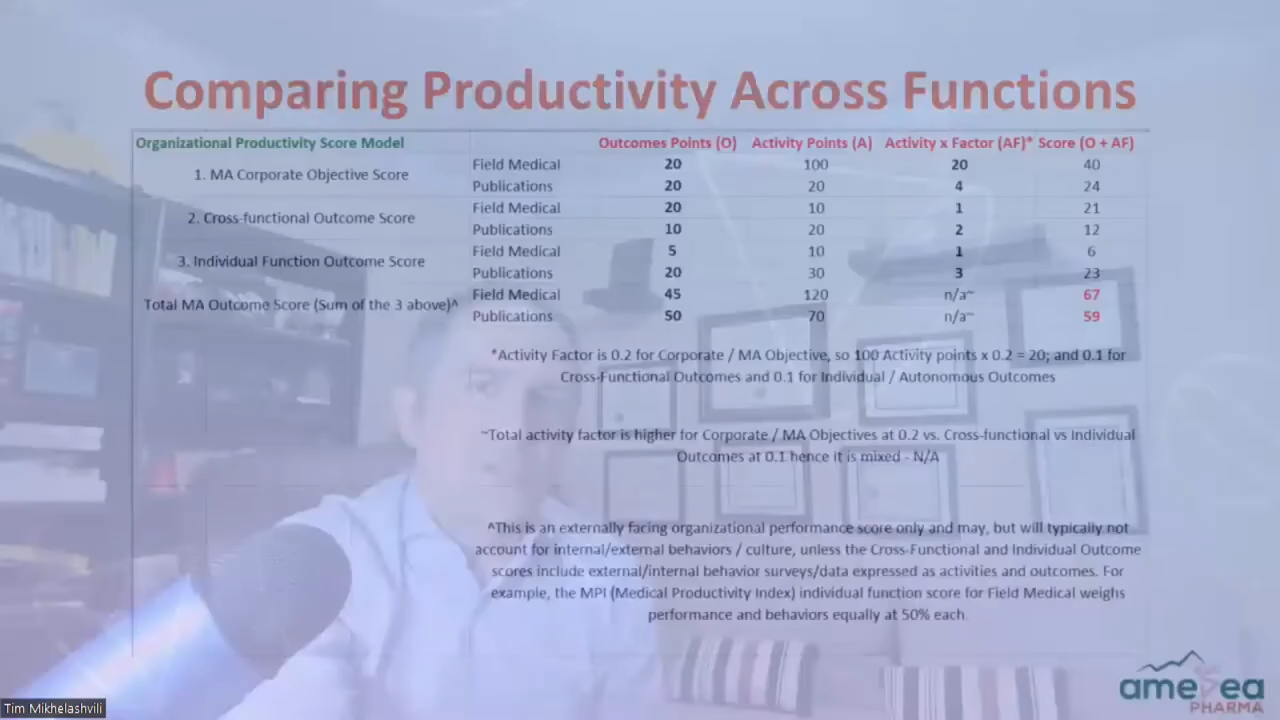 Comparing Productivity Across Functions
Organizational Productivity Score Model Outcomes Points (O) Activity Points (A) Activity x Factor (AF)* Score (O + AF)
1. MA Corporate Objective Score
Field Medical 20 100 20 40
Publications 20 20 4 24
2. Cross-functional Outcome Score
Field Medical 20 10 1 21
Publications 10 20 2 12
3. Individual Function Outcome Score
Field Medical 5 10 1 6
Publications 20 30 3 23
Total MA Outcome Score (Sum of the 3 above)^
Field Medical 45 120 n/a~ 67
Publications 50 70 n/a~ 59
*Activity Factor is 0.2 for Corporate / MA Objective, so 100 Activity points x 0.2 = 20; and 0.1 for
Cross-Functional Outcomes and 0.1 for Individual / Autonomous Outcomes
~Total activity factor is higher for Corporate / MA Objectives at 0.2 vs. Cross-functional vs Individual
Outcomes at 0.1 hence it is mixed - N/A
^This is an externally facing organizational performance score only and may, but will typically not
account for internal/external behaviors / culture, unless the Cross-Functional and Individual Outcome
scores include external/internal behavior surveys/data expressed as activities and outcomes. For
example, the MPI (Medical Productivity Index) individual function score for Field Medical weighs
performance and behaviors equally at 50% each.
amedea
PHARMA
Tim Mikhelashvili